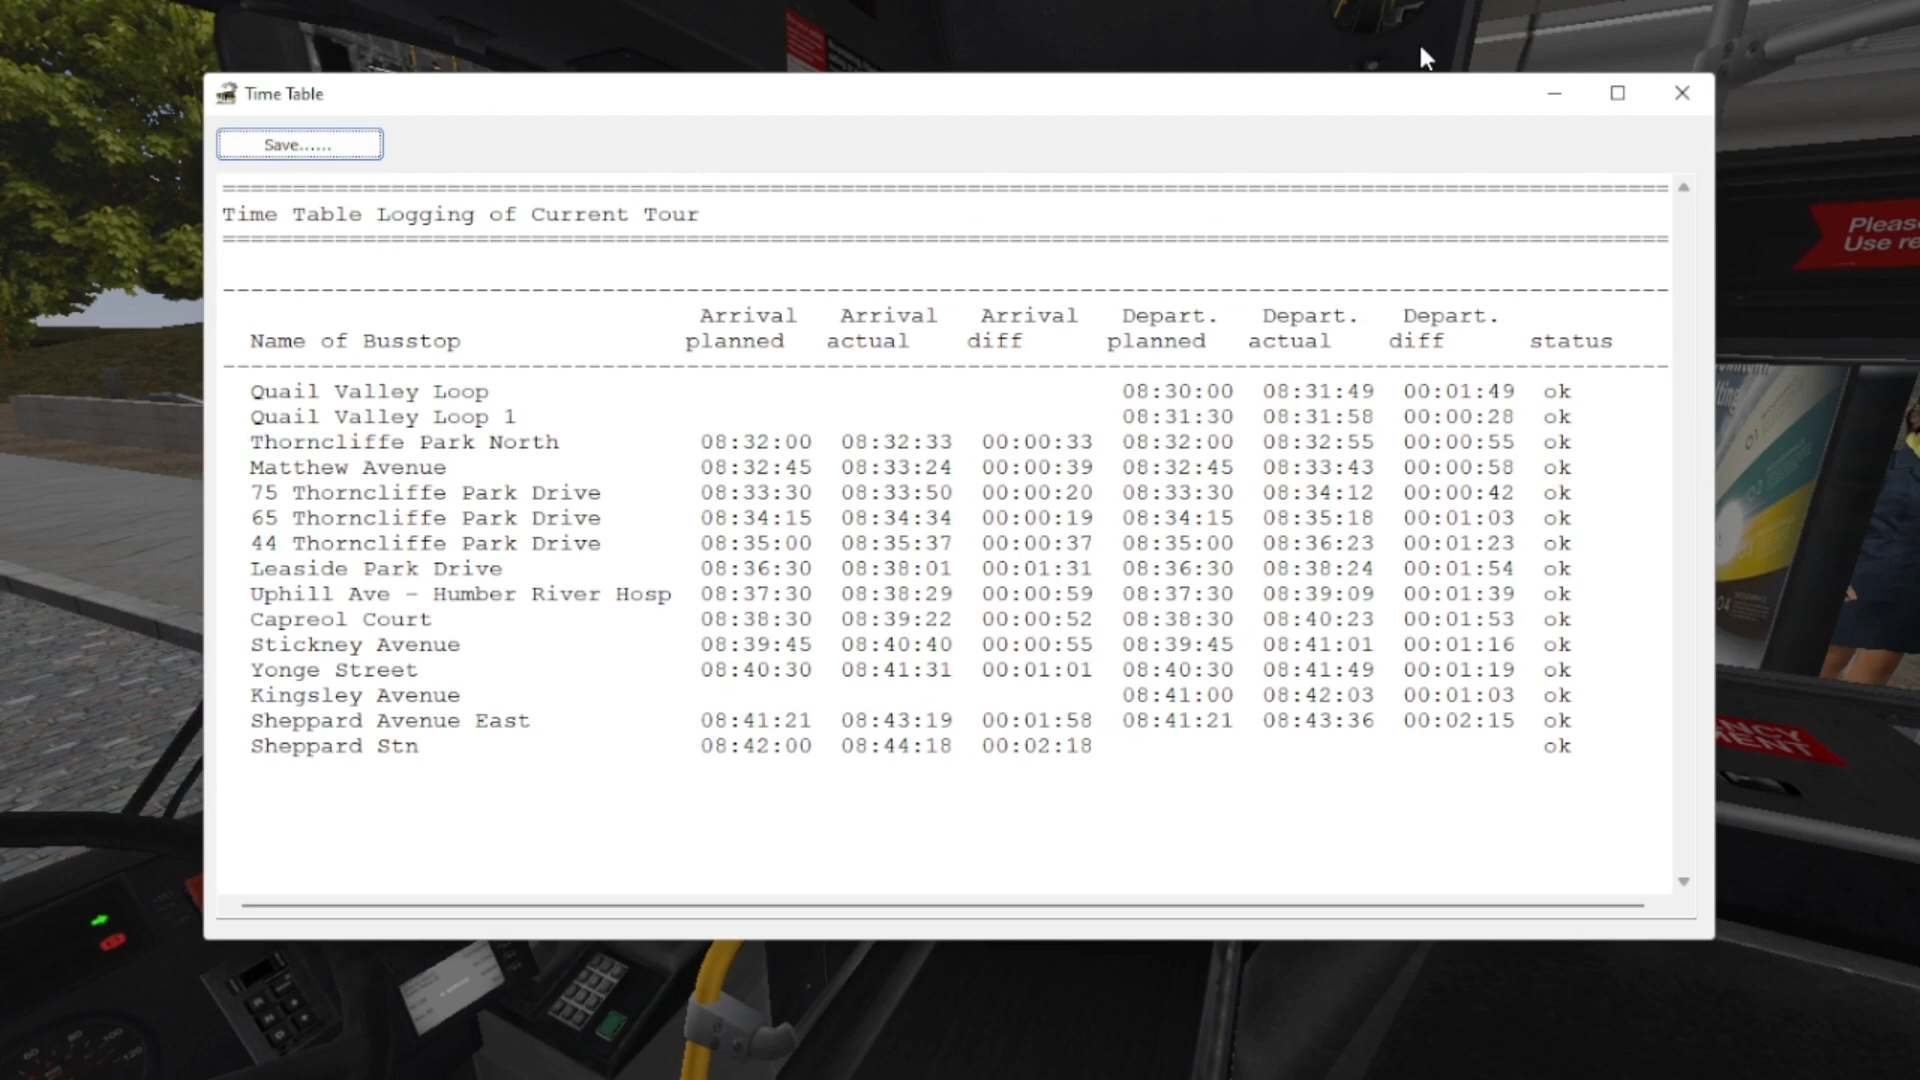 Time Table
Save......
Time Table Logging of Current Tour
Arrival Arrival Arrival Depart. Depart. Depart.
Name of Busstop planned actual diff planned actual diff status
Quail Valley Loop 08:30:00 08:31:49 00:01:49 ok
Quail Valley Loop 1 08:31:30 08:31:58 00:00:28 ok
Thorncliffe Park North 08:32:00 08:32:33 00:00:33 08:32:00 08:32:55 00:00:55 ok
Matthew Avenue 08:32:45 08:33:24 00:00:39 08:32:45 08:33:43 00:00:58 ok
75 Thorncliffe Park Drive 08:33:30 08:33:50 00:00:20 08:33:30 08:34:12 00:00:42 ok
65 Thorncliffe Park Drive 08:34:15 08:34:34 00:00:19 08:34:15 08:35:18 00:01:03 ok
44 Thorncliffe Park Drive 08:35:00 08:35:37 00:00:37 08:35:00 08:36:23 00:01:23 ok
Leaside Park Drive 08:36:30 08:38:01 00:01:31 08:36:30 08:38:24 00:01:54 ok
Uphill Ave - Humber River Hosp 08:37:30 08:38:29 00:00:59 08:37:30 08:39:09 00:01:39 ok
Capreol Court 08:38:30 08:39:22 00:00:52 08:38:30 08:40:23 00:01:53 ok
Stickney Avenue 08:39:45 08:40:40 00:00:55 08:39:45 08:41:01 00:01:16 ok
Yonge Street 08:40:30 08:41:31 00:01:01 08:40:30 08:41:49 00:01:19 ok
Kingsley Avenue 08:41:00 08:42:03 00:01:03 ok
Sheppard Avenue East 08:41:21 08:43:19 00:01:58 08:41:21 08:43:36 00:02:15 ok
Sheppard Stn 08:42:00 08:44:18 00:02:18 ok
Pleas
Use re
NCY
MENT
60 80 100 120